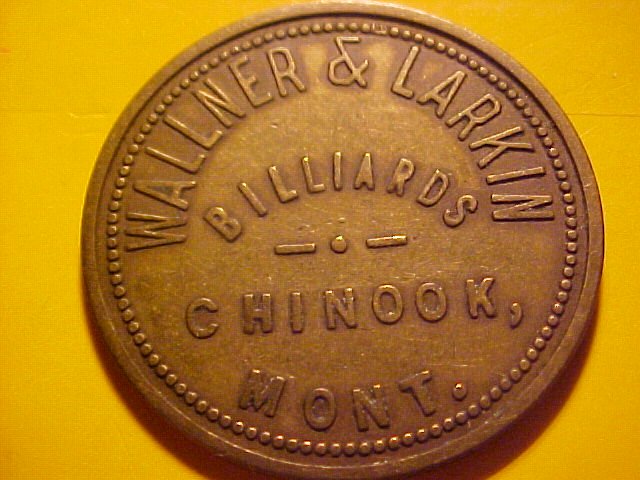 WALLNER & LARKIN
BILLIARDS
CHINOOK,
MONT.